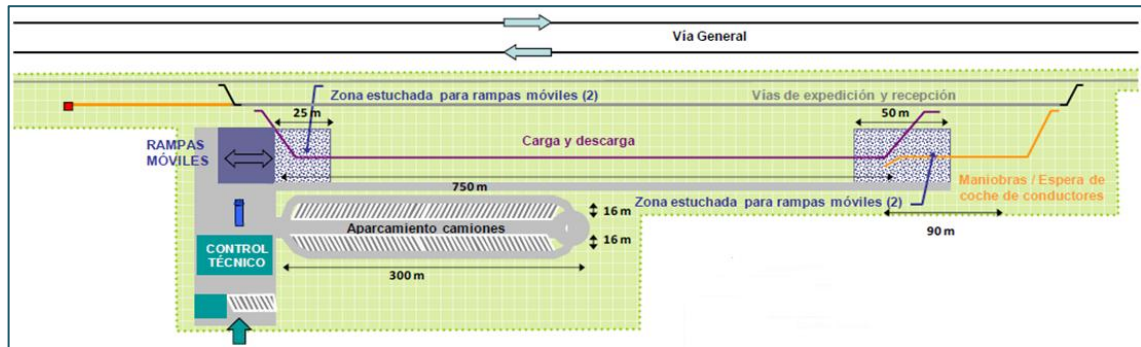 Vía General
Zona estuchada para rampas móviles (2)
Vías de expedición y recepción
25 m
50 m
RAMPAS
MÓVILES
Carga y descarga
750 m
Maniobras / Espera de
coche de conductores
Zona estuchada para rampas móviles (2)
16 m
Aparcamiento camiones
16 m
90 m
CONTROL
TÉCNICO
300 m